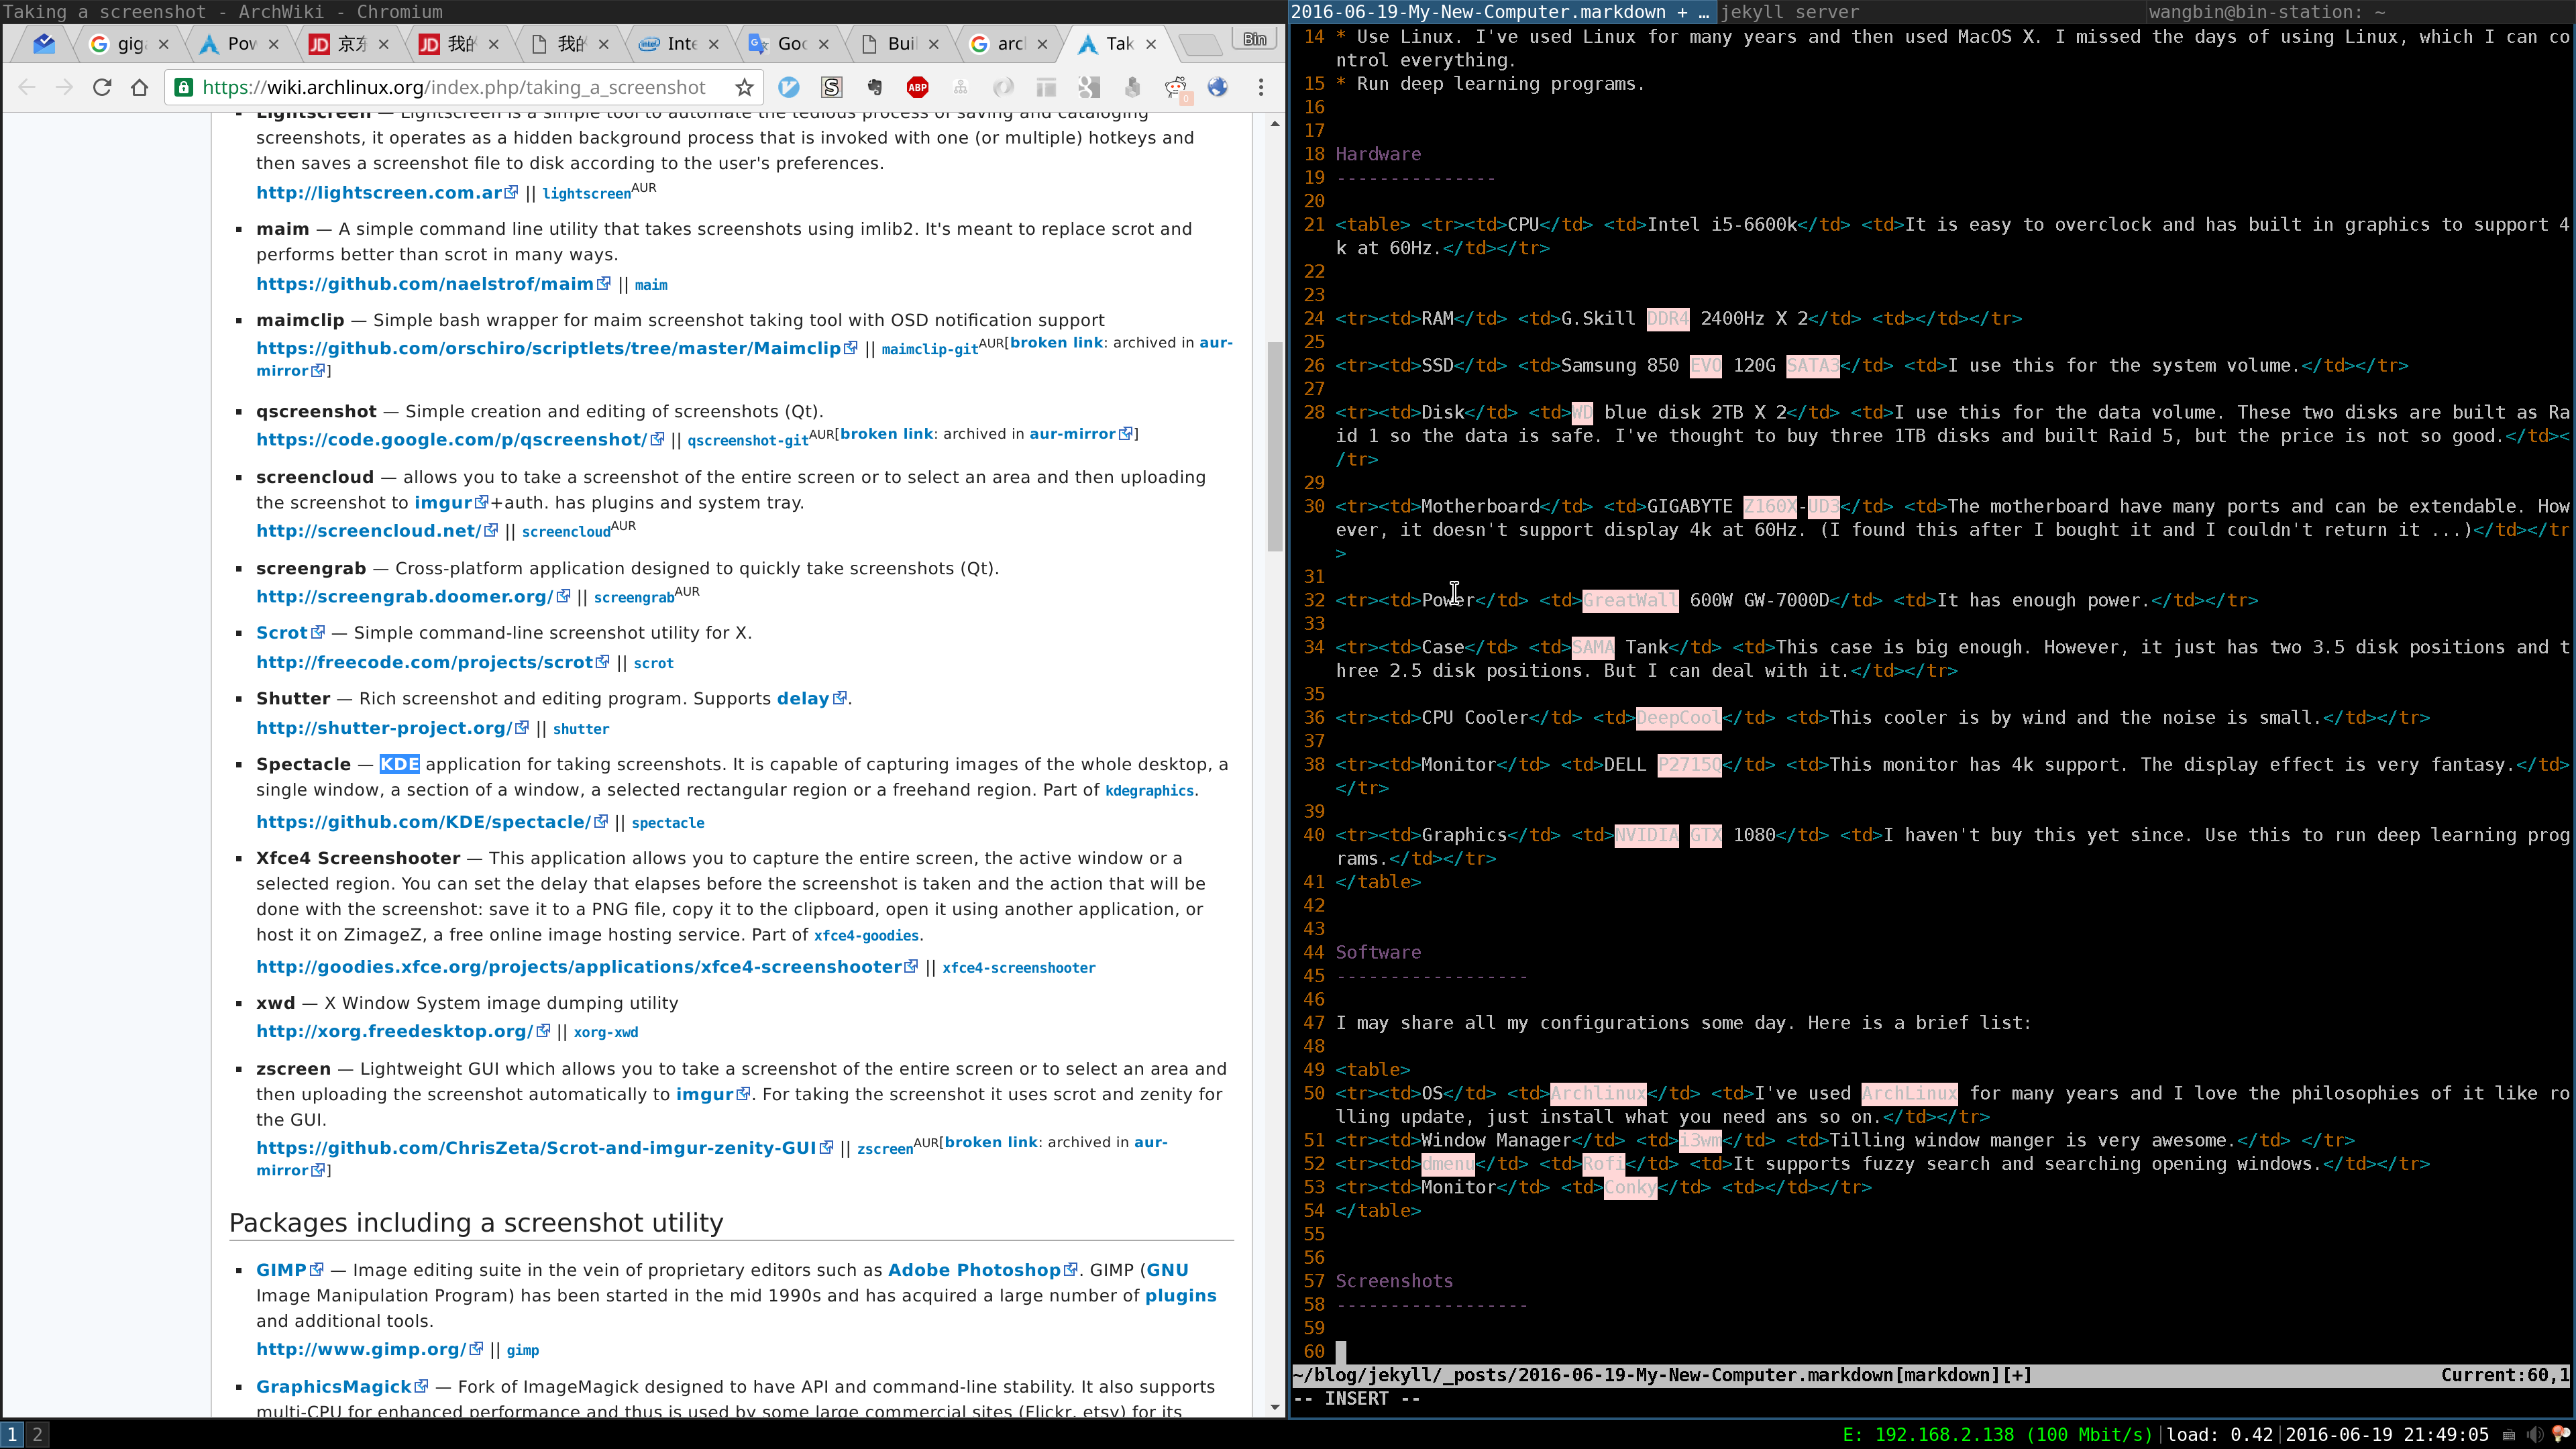 Taking a screenshot - ArchWiki - Chromium
gig
Pov
JD 京东
JD 我的
我的
Inte
Goc
Buil
arcl
Tak
Bin
https://wiki.archlinux.org/index.php/taking_a_screenshot
ABP
0
Lightscreen — Lightscreen is a simple tool to automate the tedious process of saving and cataloging
screenshots, it operates as a hidden background process that is invoked with one (or multiple) hotkeys and
then saves a screenshot file to disk according to the user's preferences.
http://lightscreen.com.ar || lightscreenAUR
maim — A simple command line utility that takes screenshots using imlib2. It's meant to replace scrot and
performs better than scrot in many ways.
https://github.com/naelstrof/maim || maim
maimclip — Simple bash wrapper for maim screenshot taking tool with OSD notification support
https://github.com/orschiro/scriptlets/tree/master/Maimclip || maimclip-gitAUR[broken link: archived in aur-
mirror]
qscreenshot — Simple creation and editing of screenshots (Qt).
https://code.google.com/p/qscreenshot/ || qscreenshot-gitAUR[broken link: archived in aur-mirror]
screencloud — allows you to take a screenshot of the entire screen or to select an area and then uploading
the screenshot to imgur+auth. has plugins and system tray.
http://screencloud.net/ || screencloudAUR
screengrab — Cross-platform application designed to quickly take screenshots (Qt).
http://screengrab.doomer.org/ || screengrabAUR
Scrot — Simple command-line screenshot utility for X.
http://freecode.com/projects/scrot || scrot
Shutter — Rich screenshot and editing program. Supports delay.
http://shutter-project.org/ || shutter
Spectacle — KDE application for taking screenshots. It is capable of capturing images of the whole desktop, a
single window, a section of a window, a selected rectangular region or a freehand region. Part of kdegraphics.
https://github.com/KDE/spectacle/ || spectacle
Xfce4 Screenshooter — This application allows you to capture the entire screen, the active window or a
selected region. You can set the delay that elapses before the screenshot is taken and the action that will be
done with the screenshot: save it to a PNG file, copy it to the clipboard, open it using another application, or
host it on ZimageZ, a free online image hosting service. Part of xfce4-goodies.
http://goodies.xfce.org/projects/applications/xfce4-screenshooter || xfce4-screenshooter
xwd — X Window System image dumping utility
http://xorg.freedesktop.org/ || xorg-xwd
zscreen — Lightweight GUI which allows you to take a screenshot of the entire screen or to select an area and
then uploading the screenshot automatically to imgur. For taking the screenshot it uses scrot and zenity for
the GUI.
https://github.com/ChrisZeta/Scrot-and-imgur-zenity-GUI || zscreenAUR[broken link: archived in aur-
mirror]
Packages including a screenshot utility
GIMP — Image editing suite in the vein of proprietary editors such as Adobe Photoshop. GIMP (GNU
Image Manipulation Program) has been started in the mid 1990s and has acquired a large number of plugins
and additional tools.
http://www.gimp.org/ || gimp
GraphicsMagick — Fork of ImageMagick designed to have API and command-line stability. It also supports
multi-CPU for enhanced performance and thus is used by some large commercial sites (Flickr, etsy) for its
2016-06-19-My-New-Computer.markdown + …
jekyll server
wangbin@bin-station: ~
14 * Use Linux. I've used Linux for many years and then used MacOS X. I missed the days of using Linux, which I can co
ntrol everything.
15 * Run deep learning programs.
16
17
18 Hardware
19 ---------------
20
21 <table> <tr><td>CPU</td> <td>Intel i5-6600k</td> <td>It is easy to overclock and has built in graphics to support 4
k at 60Hz.</td></tr>
22
23
24 <tr><td>RAM</td> <td>G.Skill DDR4 2400Hz X 2</td> <td></td></tr>
25
26 <tr><td>SSD</td> <td>Samsung 850 EVO 120G SATA3</td> <td>I use this for the system volume.</td></tr>
27
28 <tr><td>Disk</td> <td>WD blue disk 2TB X 2</td> <td>I use this for the data volume. These two disks are built as Ra
id 1 so the data is safe. I've thought to buy three 1TB disks and built Raid 5, but the price is not so good.</td><
/tr>
29
30 <tr><td>Motherboard</td> <td>GIGABYTE Z160X-UD3</td> <td>The motherboard have many ports and can be extendable. How
ever, it doesn't support display 4k at 60Hz. (I found this after I bought it and I couldn't return it ...)</td></tr
>
31
32 <tr><td>Power</td> <td>GreatWall 600W GW-7000D</td> <td>It has enough power.</td></tr>
33
34 <tr><td>Case</td> <td>SAMA Tank</td> <td>This case is big enough. However, it just has two 3.5 disk positions and t
hree 2.5 disk positions. But I can deal with it.</td></tr>
35
36 <tr><td>CPU Cooler</td> <td>DeepCool</td> <td>This cooler is by wind and the noise is small.</td></tr>
37
38 <tr><td>Monitor</td> <td>DELL P2715Q</td> <td>This monitor has 4k support. The display effect is very fantasy.</td>
</tr>
39
40 <tr><td>Graphics</td> <td>NVIDIA GTX 1080</td> <td>I haven't buy this yet since. Use this to run deep learning prog
rams.</td></tr>
41 </table>
42
43
44 Software
45 ------------------
46
47 I may share all my configurations some day. Here is a brief list:
48
49 <table>
50 <tr><td>OS</td> <td>Archlinux</td> <td>I've used ArchLinux for many years and I love the philosophies of it like ro
lling update, just install what you need ans so on.</td></tr>
51 <tr><td>Window Manager</td> <td>i3wm</td> <td>Tilling window manger is very awesome.</td> </tr>
52 <tr><td>dmenu</td> <td>Rofi</td> <td>It supports fuzzy search and searching opening windows.</td></tr>
53 <tr><td>Monitor</td> <td>Conky</td> <td></td></tr>
54 </table>
55
56
57 Screenshots
58 ------------------
59
60
~/blog/jekyll/_posts/2016-06-19-My-New-Computer.markdown[markdown][+] Current:60,1
-- INSERT --
1 2
E: 192.168.2.138 (100 Mbit/s)|load: 0.42|2016-06-19 21:49:05